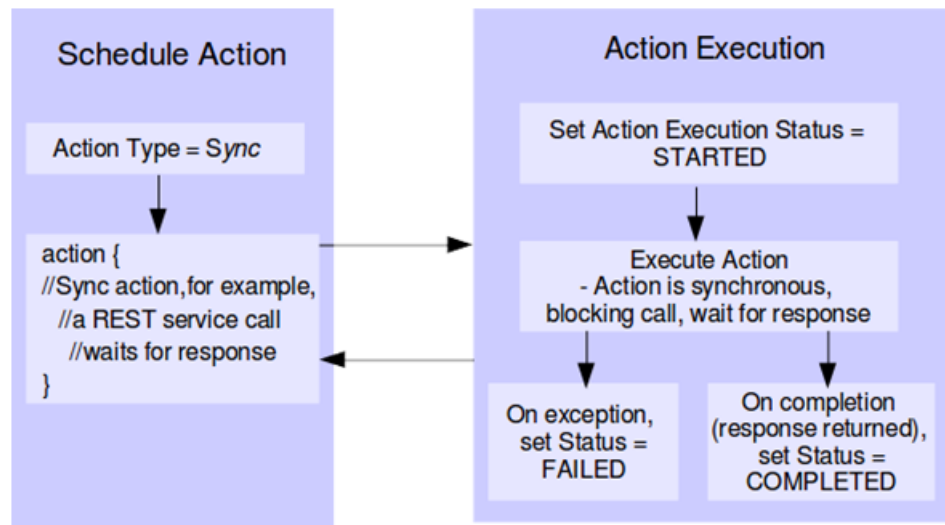 Schedule Action
Action Type = Sync
action {
//Sync action,for example,
//a REST service call
//waits for response
}
Action Execution
Set Action Execution Status =
STARTED
Execute Action
- Action is synchronous,
blocking call, wait for response
On exception,
set Status =
FAILED
On completion
(response returned),
set Status =
COMPLETED